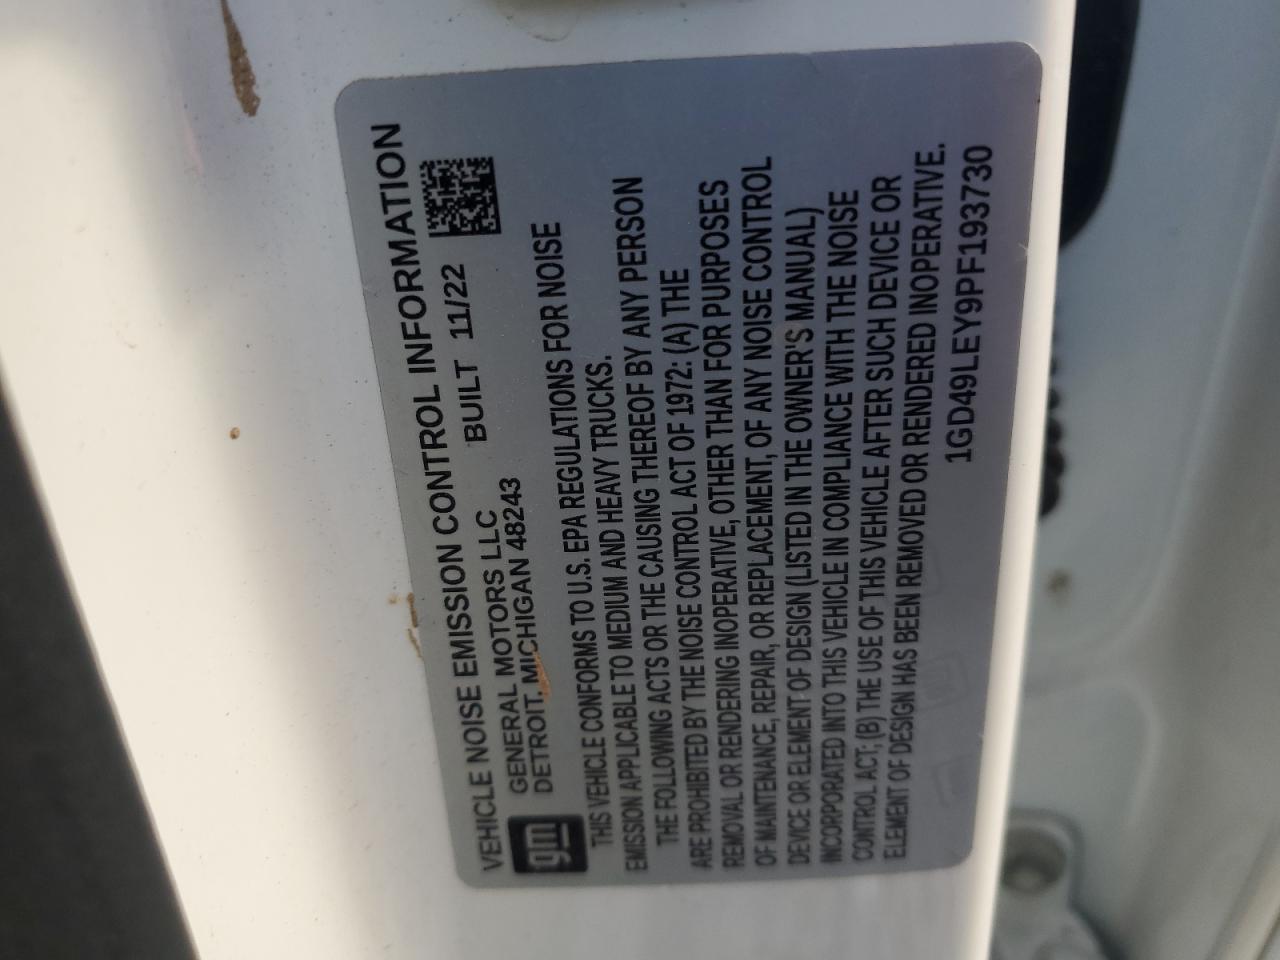 VEHICLE NOISE EMISSION CONTROL INFORMATION
gm
GENERAL MOTORS LLC
DETROIT, MICHIGAN 48243
BUILT 11/22
THIS VEHICLE CONFORMS TO U.S. EPA REGULATIONS FOR NOISE
EMISSION APPLICABLE TO MEDIUM AND HEAVY TRUCKS.
THE FOLLOWING ACTS OR THE CAUSING THEREOF BY ANY PERSON
ARE PROHIBITED BY THE NOISE CONTROL ACT OF 1972: (A) THE
REMOVAL OR RENDERING INOPERATIVE, OTHER THAN FOR PURPOSES
OF MAINTENANCE, REPAIR, OR REPLACEMENT, OF ANY NOISE CONTROL
DEVICE OR ELEMENT OF DESIGN (LISTED IN THE OWNER'S MANUAL)
INCORPORATED INTO THIS VEHICLE IN COMPLIANCE WITH THE NOISE
CONTROL ACT; (B) THE USE OF THIS VEHICLE AFTER SUCH DEVICE OR
ELEMENT OF DESIGN HAS BEEN REMOVED OR RENDERED INOPERATIVE.
1GD49LEY9PF193730